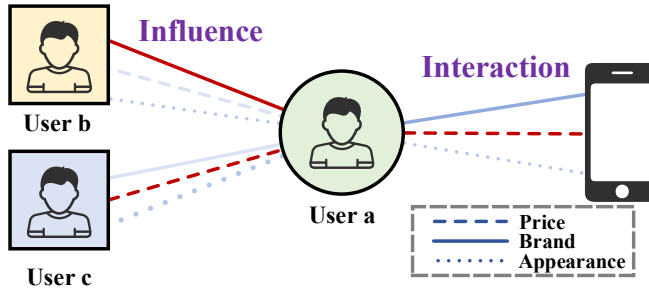 Influence
Interaction
User b
User a
User c
Price
Brand
Appearance